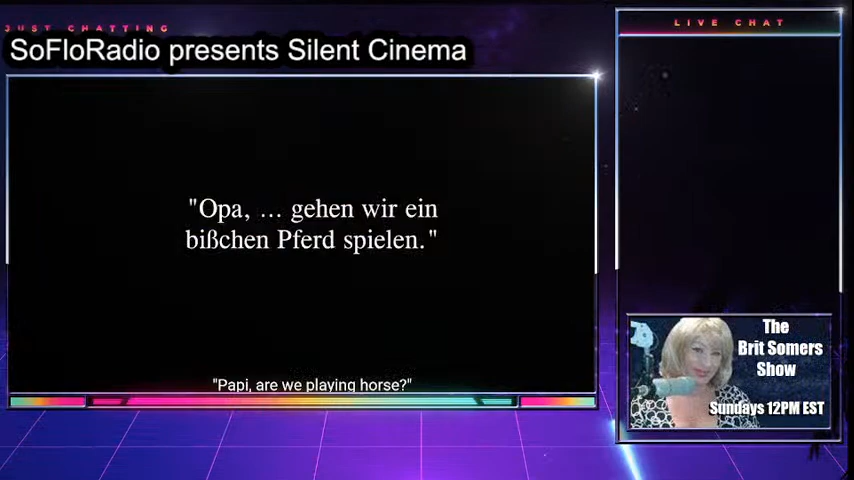 JUST CHATTING
LIVE CHAT
SoFloRadio presents Silent Cinema
"Opa, ... gehen wir ein
bißchen Pferd spielen."
"Papi, are we playing horse?"
The
Brit Somers
Show
Sundays 12PM EST